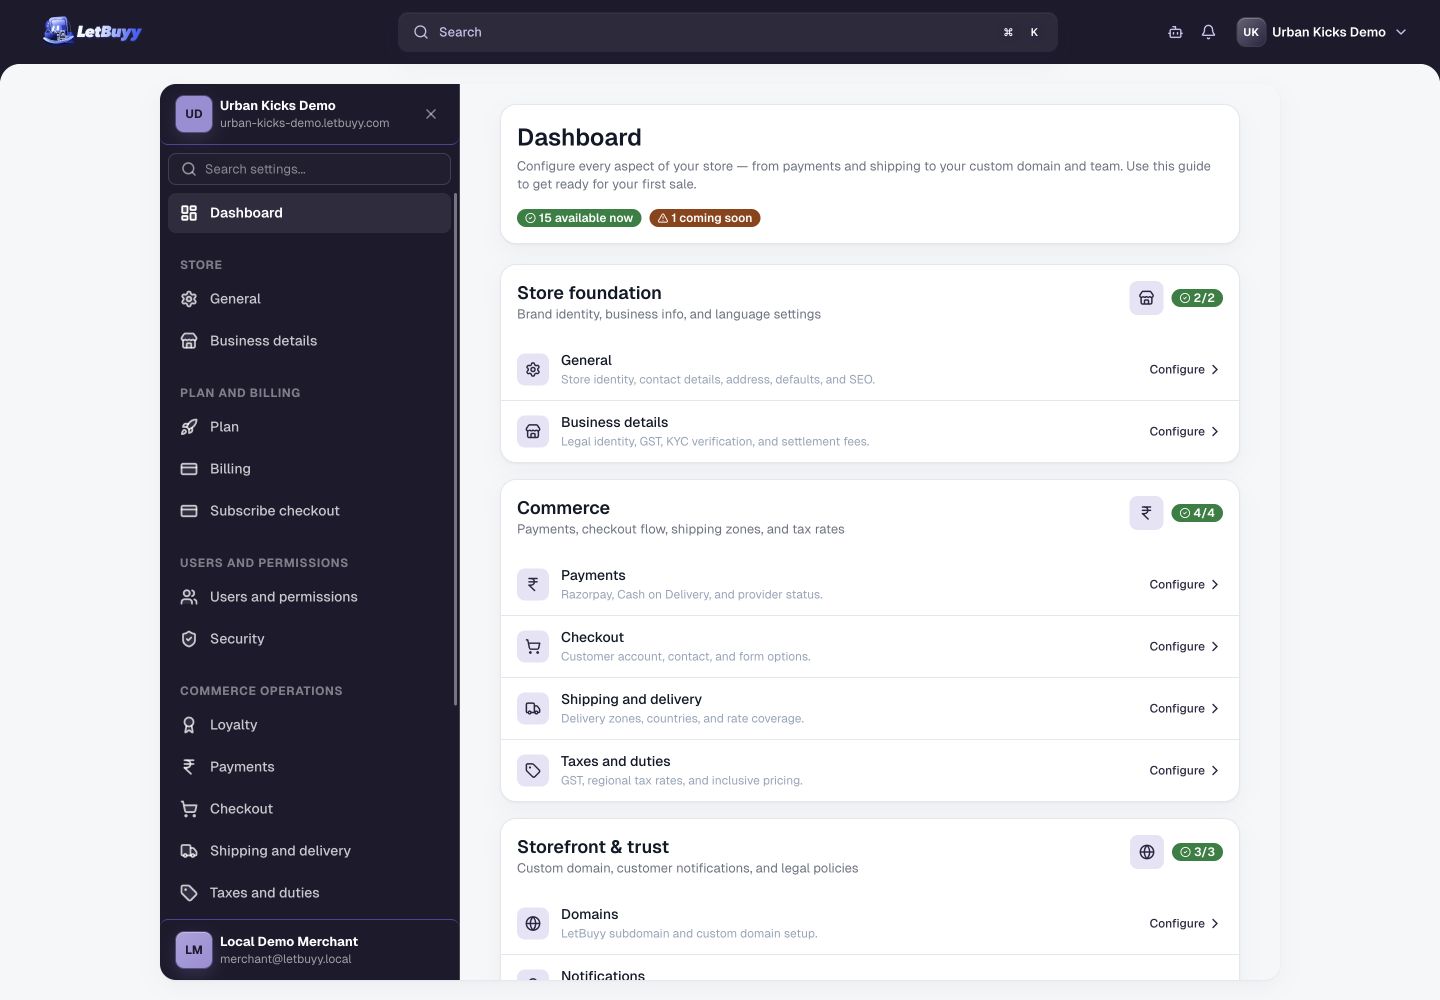 LetBuyy
Search
⌘ K
UK Urban Kicks Demo
UD
Urban Kicks Demo
urban-kicks-demo.letbuyy.com
Search settings...
Dashboard
STORE
General
Business details
PLAN AND BILLING
Plan
Billing
Subscribe checkout
USERS AND PERMISSIONS
Users and permissions
Security
COMMERCE OPERATIONS
Loyalty
Payments
Checkout
Shipping and delivery
Taxes and duties
LM
Local Demo Merchant
merchant@letbuyy.local
Dashboard
Configure every aspect of your store — from payments and shipping to your custom domain and team. Use this guide
to get ready for your first sale.
15 available now 1 coming soon
Store foundation
Brand identity, business info, and language settings
2/2
General
Store identity, contact details, address, defaults, and SEO.
Configure
Business details
Legal identity, GST, KYC verification, and settlement fees.
Configure
Commerce
Payments, checkout flow, shipping zones, and tax rates
₹
4/4
₹
Payments
Razorpay, Cash on Delivery, and provider status.
Configure
Checkout
Customer account, contact, and form options.
Configure
Shipping and delivery
Delivery zones, countries, and rate coverage.
Configure
Taxes and duties
GST, regional tax rates, and inclusive pricing.
Configure
Storefront & trust
Custom domain, customer notifications, and legal policies
3/3
Domains
LetBuyy subdomain and custom domain setup.
Configure
Notifications